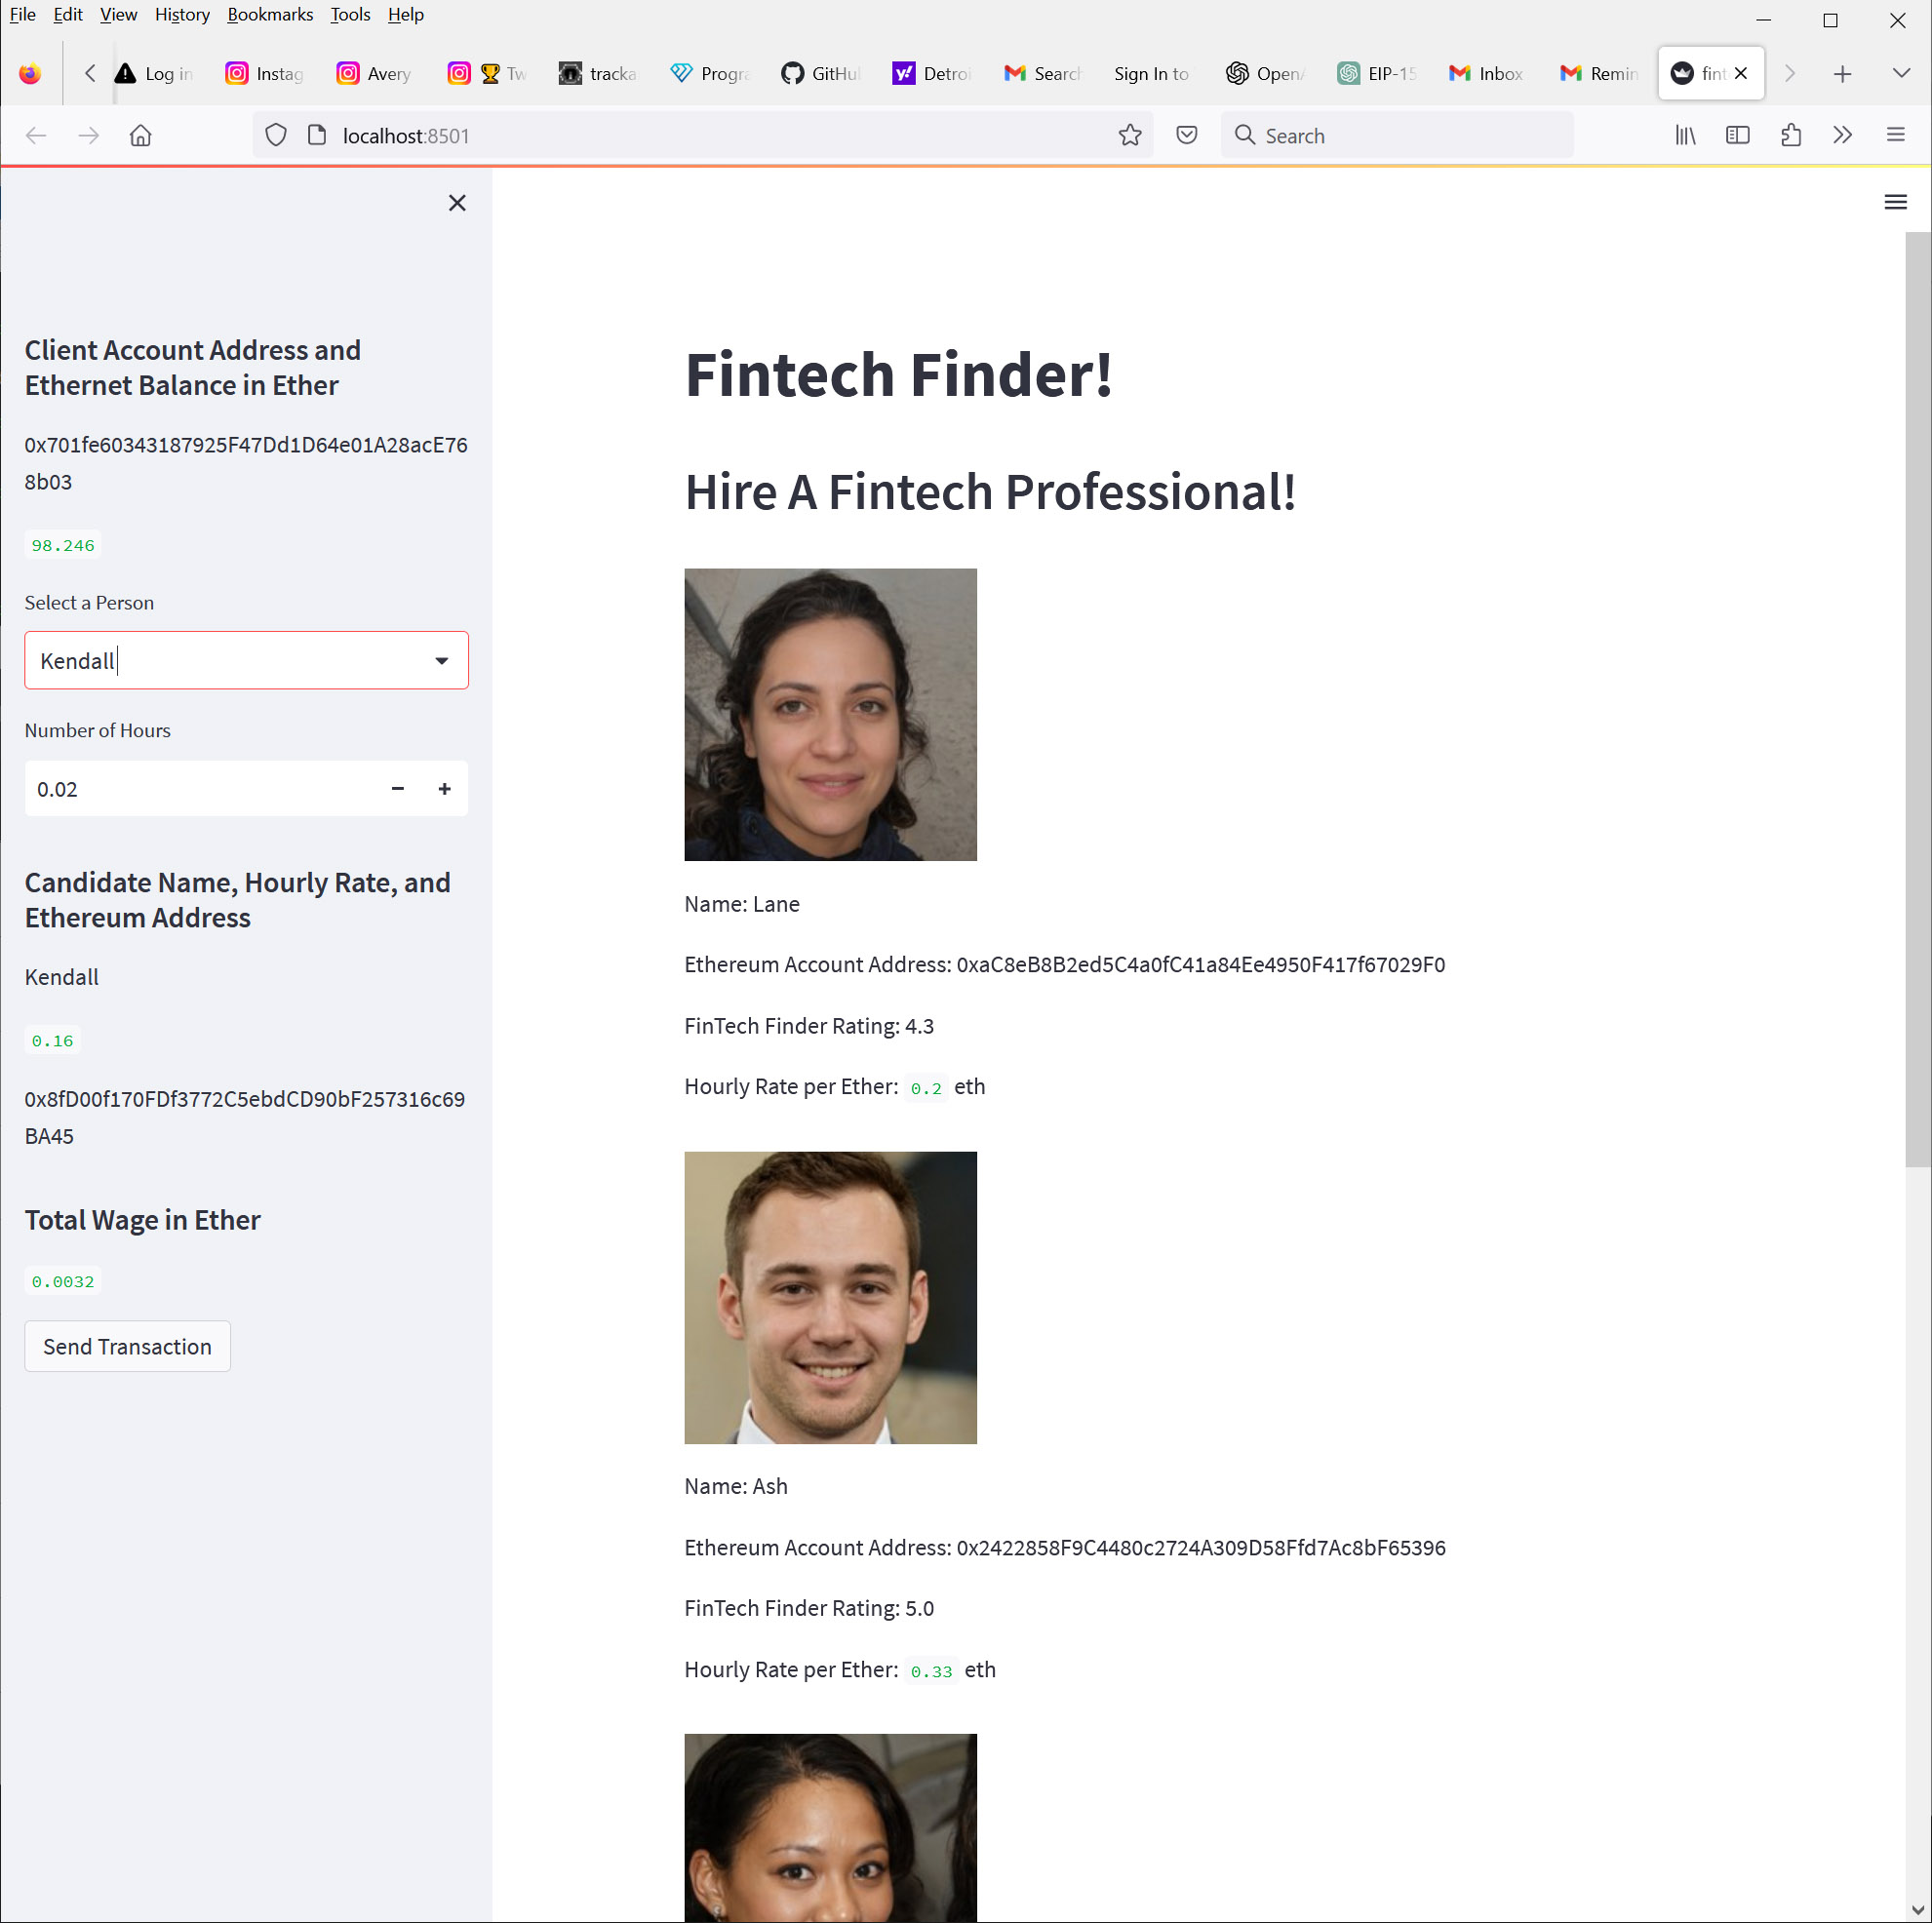 File Edit View History Bookmarks Tools Help
Log in Instag Avery Tw tracka Progra GitHu Detroi Search Sign In to OpenA EIP-15 Inbox Remin fint
localhost:8501
Search
Client Account Address and
Ethernet Balance in Ether
0x701fe60343187925F47Dd1D64e01A28acE76
8b03
98.246
Select a Person
Kendall
Number of Hours
0.02
Candidate Name, Hourly Rate, and
Ethereum Address
Kendall
0.16
0x8fD00f170FDf3772C5ebdCD90bF257316c69
BA45
Total Wage in Ether
0.0032
Send Transaction
Fintech Finder!
Hire A Fintech Professional!
Name: Lane
Ethereum Account Address: 0xaC8eB8B2ed5C4a0fC41a84Ee4950F417f67029F0
FinTech Finder Rating: 4.3
Hourly Rate per Ether: 0.2 eth
Name: Ash
Ethereum Account Address: 0x2422858F9C4480c2724A309D58Ffd7Ac8bF65396
FinTech Finder Rating: 5.0
Hourly Rate per Ether: 0.33 eth